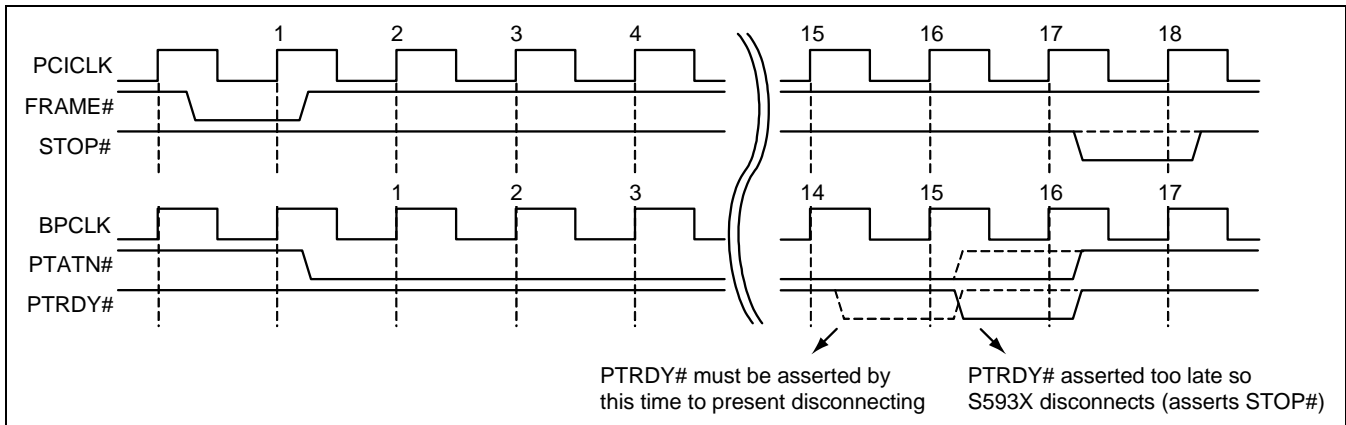 1 2 3 4 15 16 17 18
PCICLK
FRAME#
STOP#
1 2 3 14 15 16 17
BPCLK
PTATN#
PTRDY#
PTRDY# must be asserted by
this time to present disconnecting
PTRDY# asserted too late so
S593X disconnects (asserts STOP#)